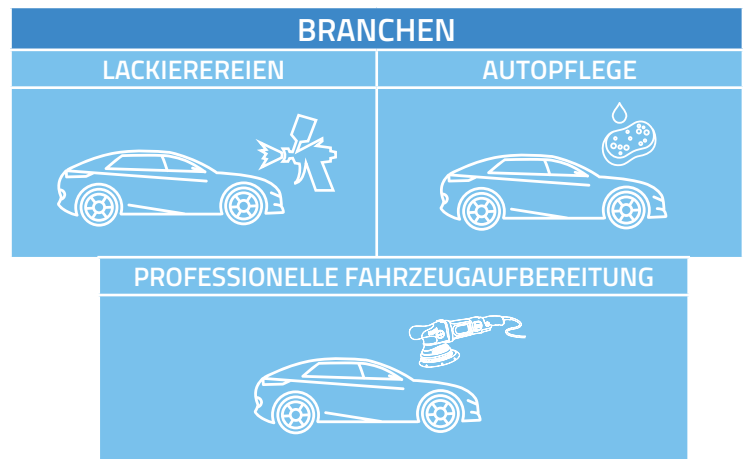 BRANCHEN
LACKIEREREIEN
AUTOPFLEGE
PROFESSIONELLE FAHRZEUGAUFBEREITUNG